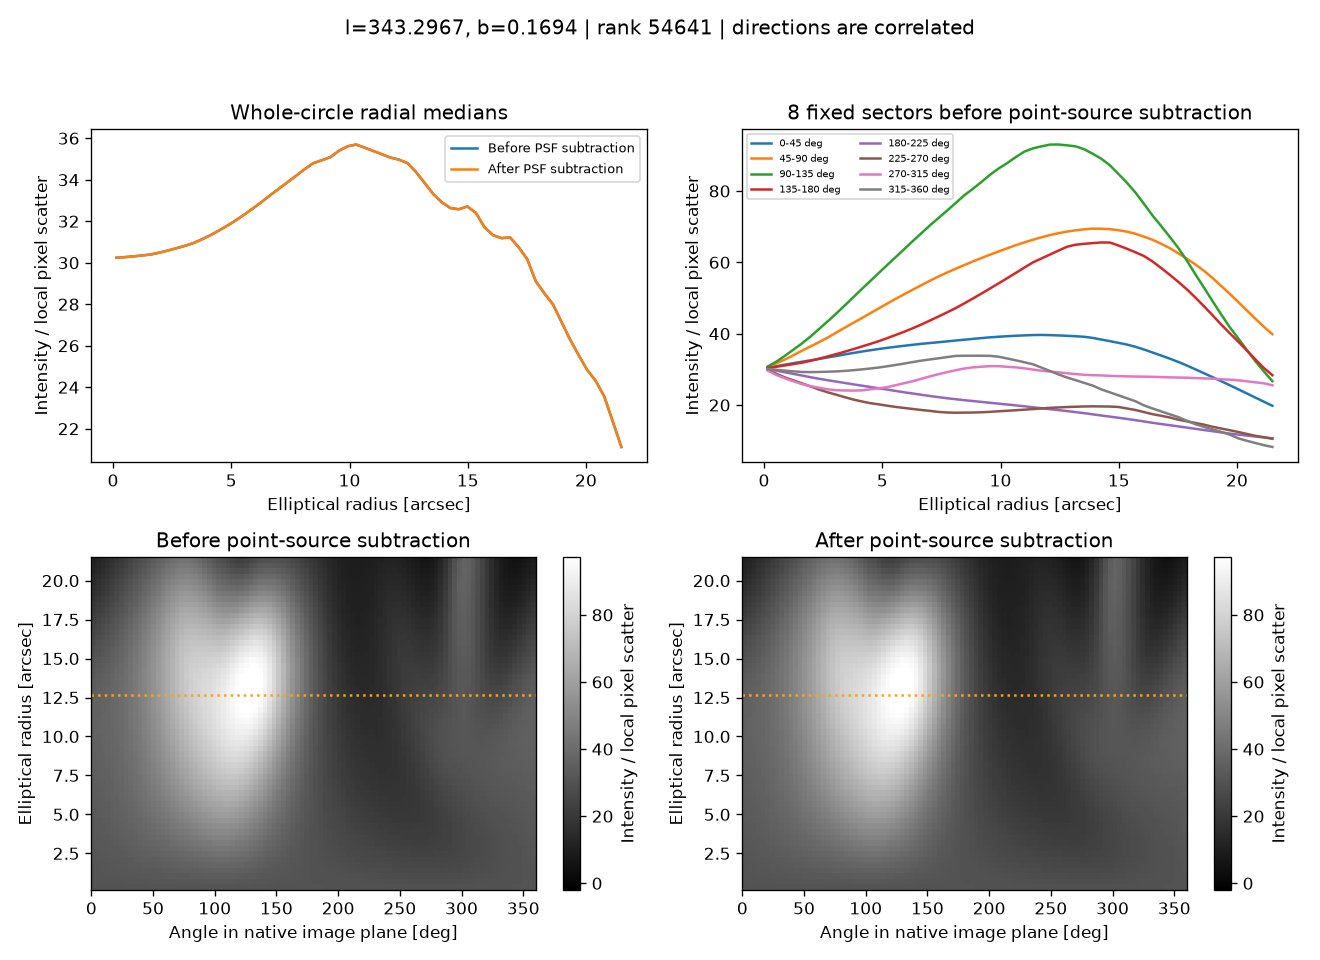 l=343.2967, b=0.1694 | rank 54641 | directions are correlated
Whole-circle radial medians
Intensity / local pixel scatter
36
34
32
30
28
26
24
22
Before PSF subtraction
After PSF subtraction
0 5 10 15 20
Elliptical radius [arcsec]
8 fixed sectors before point-source subtraction
Intensity / local pixel scatter
80
60
40
20
0-45 deg
45-90 deg
90-135 deg
135-180 deg
180-225 deg
225-270 deg
270-315 deg
315-360 deg
0 5 10 15 20
Elliptical radius [arcsec]
Before point-source subtraction
Elliptical radius [arcsec]
20.0
17.5
15.0
12.5
10.0
7.5
5.0
2.5
0 50 100 150 200 250 300 350
Angle in native image plane [deg]
80
60
40
20
0
Intensity / local pixel scatter
After point-source subtraction
Elliptical radius [arcsec]
20.0
17.5
15.0
12.5
10.0
7.5
5.0
2.5
0 50 100 150 200 250 300 350
Angle in native image plane [deg]
80
60
40
20
0
Intensity / local pixel scatter